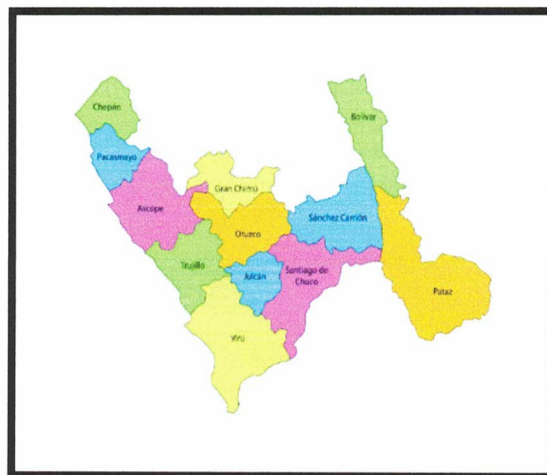 Chepén
Bolívar
Pacasmayo
Gran Chimú
Ascope
Sánchez Carrión
Otuzco
Trujillo
Julcán
Santiago de
Chuco
Pataz
Virú